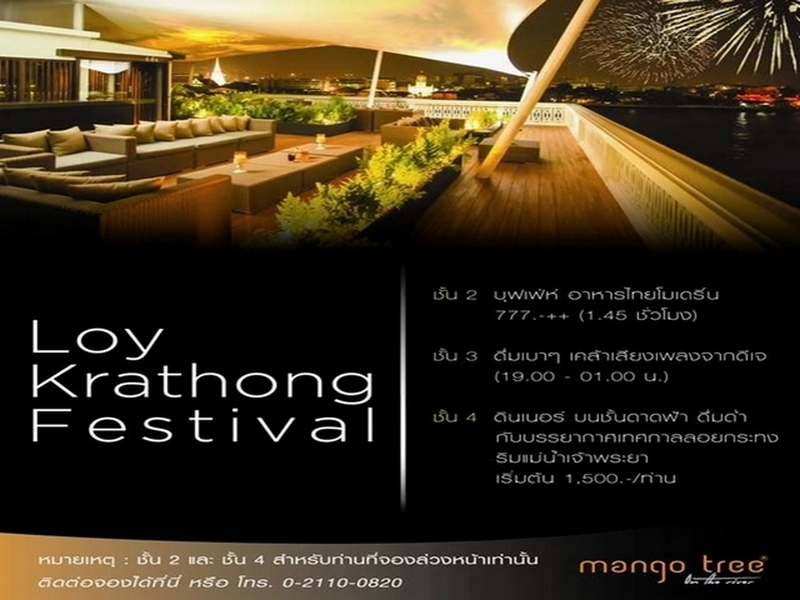 Loy
Krathong
Festival
ชั้น 2 บุฟเฟ่ห์ อาหารไทยโมเดริ์น
777.-++ (1.45 ชั่วโมง)
ชั้น 3 ดื่มเบาๆ เคล้าเสียงเพลงจากดีเจ
(19.00 - 01.00 น.)
ชั้น 4 ดินเนอร์ บนชั้นดาดฟ้า ดื่มด่ำ
กับบรรยากาศเทศกาลลอยกระทง
ริมแม่น้ำเจ้าพระยา
เริ่มต้น 1,500.-/ท่าน
หมายเหตุ : ชั้น 2 และ ชั้น 4 สำหรับท่านที่จองล่วงหน้าเท่านั้น
ติดต่อจองได้ที่นี่ หรือ โทร. 0-2110-0820
mango tree
On the river